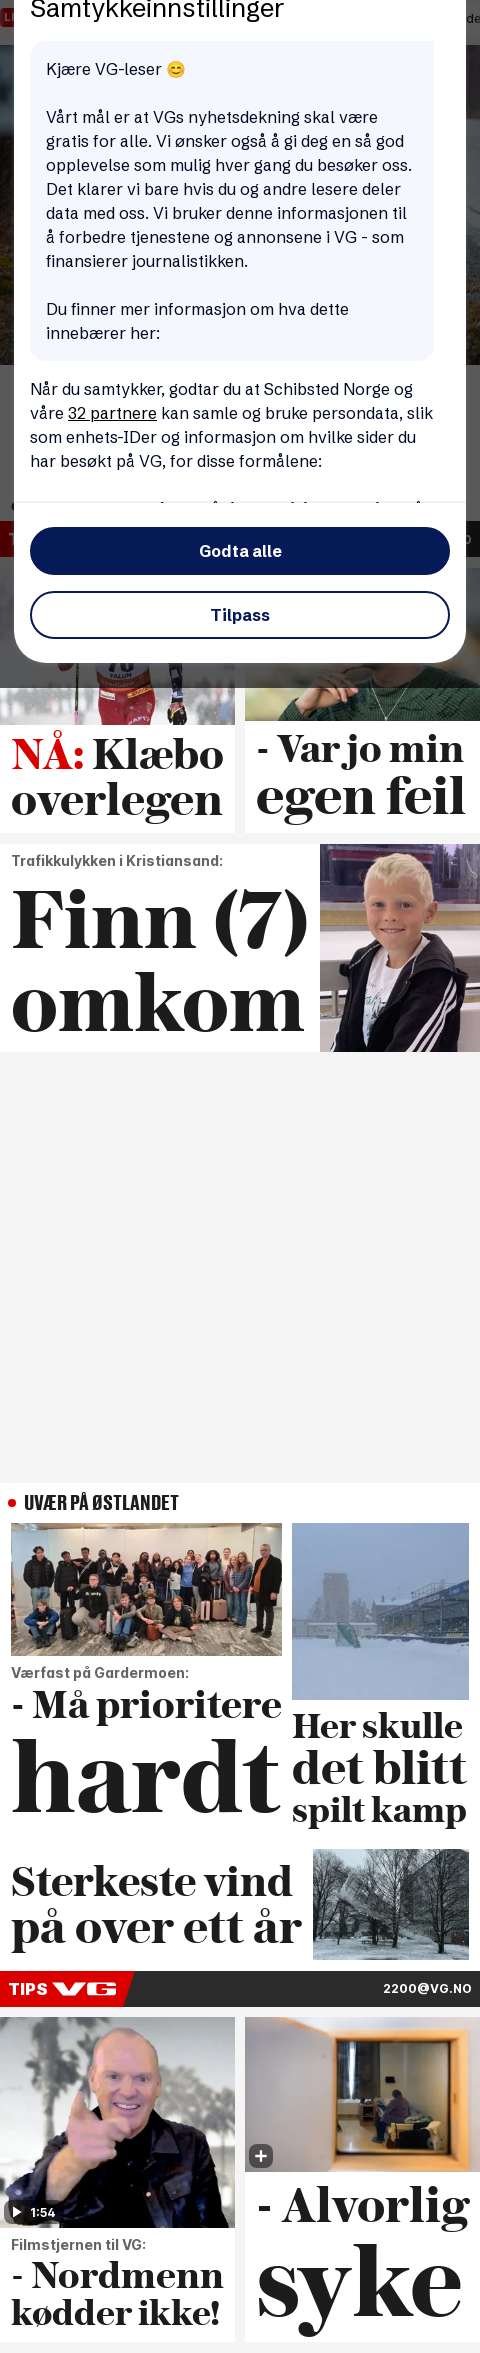 Samtykkeinnstillinger
Kjære VG-leser 😊
Vårt mål er at VGs nyhetsdekning skal være
gratis for alle. Vi ønsker også å gi deg en så god
opplevelse som mulig hver gang du besøker oss.
Det klarer vi bare hvis du og andre lesere deler
data med oss. Vi bruker denne informasjonen til
å forbedre tjenestene og annonsene i VG - som
finansierer journalistikken.
Du finner mer informasjon om hva dette
innebærer her:
Når du samtykker, godtar du at Schibsted Norge og
våre 32 partnere kan samle og bruke persondata, slik
som enhets-IDer og informasjon om hvilke sider du
har besøkt på VG, for disse formålene:
Godta alle
Tilpass
NÅ: Klæbo
overlegen
- Var jo min
egen feil
Trafikkulykken i Kristiansand:
Finn (7)
omkom
UVÆR PÅ ØSTLANDET
Værfast på Gardermoen:
- Må prioritere
hardt
Her skulle
det blitt
spilt kamp
Sterkeste vind
på over ett år
TIPS VG
2200@VG.NO
1:54
Filmstjernen til VG:
- Nordmenn
kødder ikke!
- Alvorlig
syke